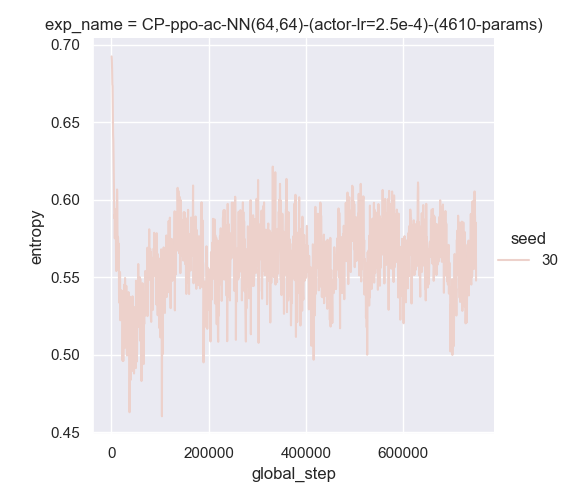 exp_name = CP-ppo-ac-NN(64,64)-(actor-lr=2.5e-4)-(4610-params)
0.70
0.65
0.60
0.55
0.50
0.45
entropy
0 200000 400000 600000
global_step
seed
30